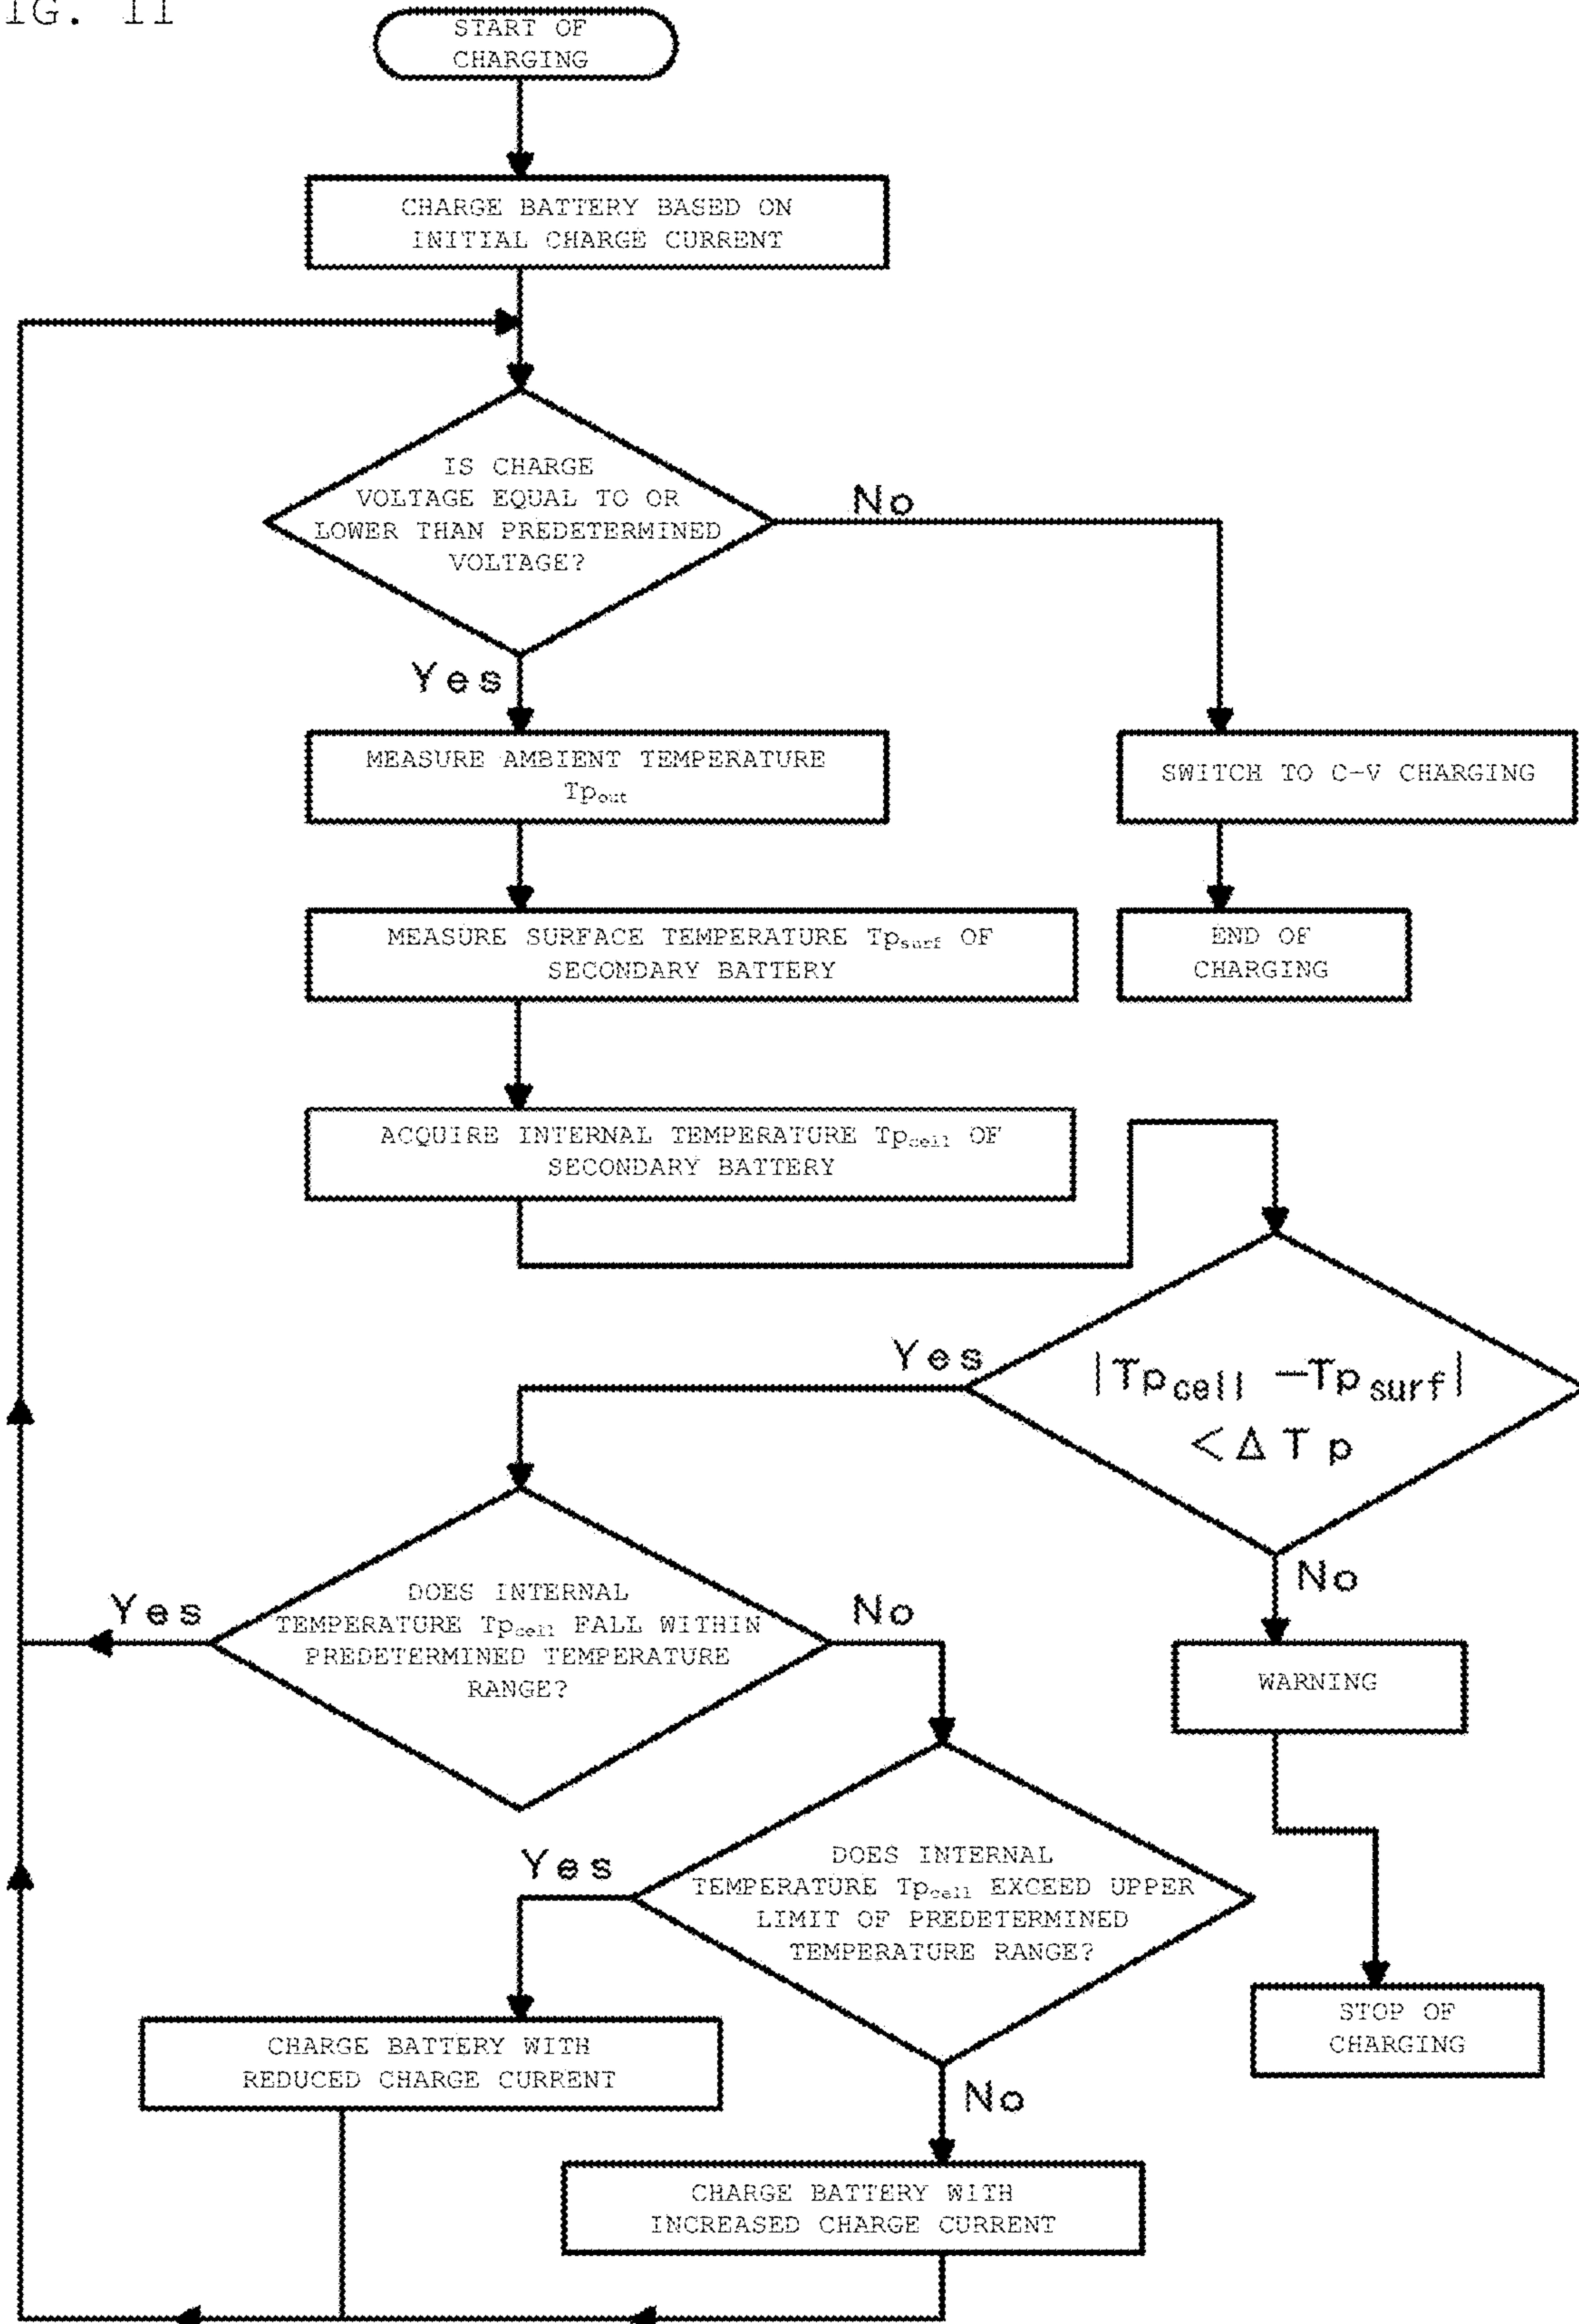 IG. 11
START OF
CHARGING
CHARGE BATTERY BASED ON
INITIAL CHARGE CURRENT
IS CHARGE
VOLTAGE EQUAL TO OR
LOWER THAN PREDETERMINED
VOLTAGE?
No
Yes
MEASURE AMBIENT TEMPERATURE
Tpout
SWITCH TO C-V CHARGING
MEASURE SURFACE TEMPERATURE Tpsurf OF
SECONDARY BATTERY
END OF
CHARGING
ACQUIRE INTERNAL TEMPERATURE Tpcell OF
SECONDARY BATTERY
Yes
|Tpcell -Tpsurf|
<ΔTp
No
DOES INTERNAL
TEMPERATURE Tpcell FALL WITHIN
PREDETERMINED TEMPERATURE
RANGE?
Yes
No
WARNING
DOES INTERNAL
TEMPERATURE Tpcell EXCEED UPPER
LIMIT OF PREDETERMINED
TEMPERATURE RANGE?
Yes
STOP OF
CHARGING
CHARGE BATTERY WITH
REDUCED CHARGE CURRENT
No
CHARGE BATTERY WITH
INCREASED CHARGE CURRENT